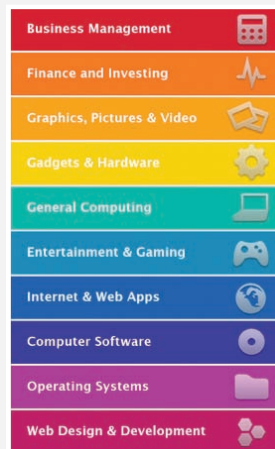 Business Management
Finance and Investing
Graphics, Pictures & Video
Gadgets & Hardware
General Computing
Entertainment & Gaming
Internet & Web Apps
Computer Software
Operating Systems
Web Design & Development